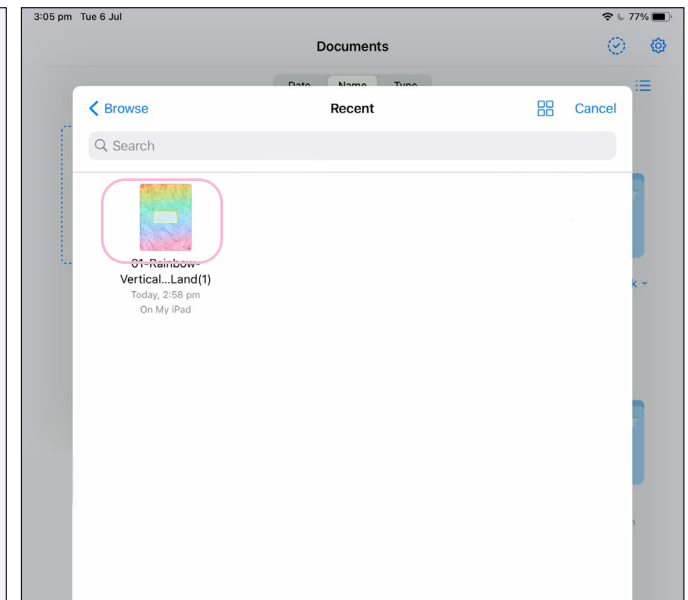 3:05 pm Tue 6 Jul 77%
Documents
Date Name Type
Browse Recent Cancel
Search
01-Rainbow-
Vertical...Land(1)
Today, 2:58 pm
On My iPad
k